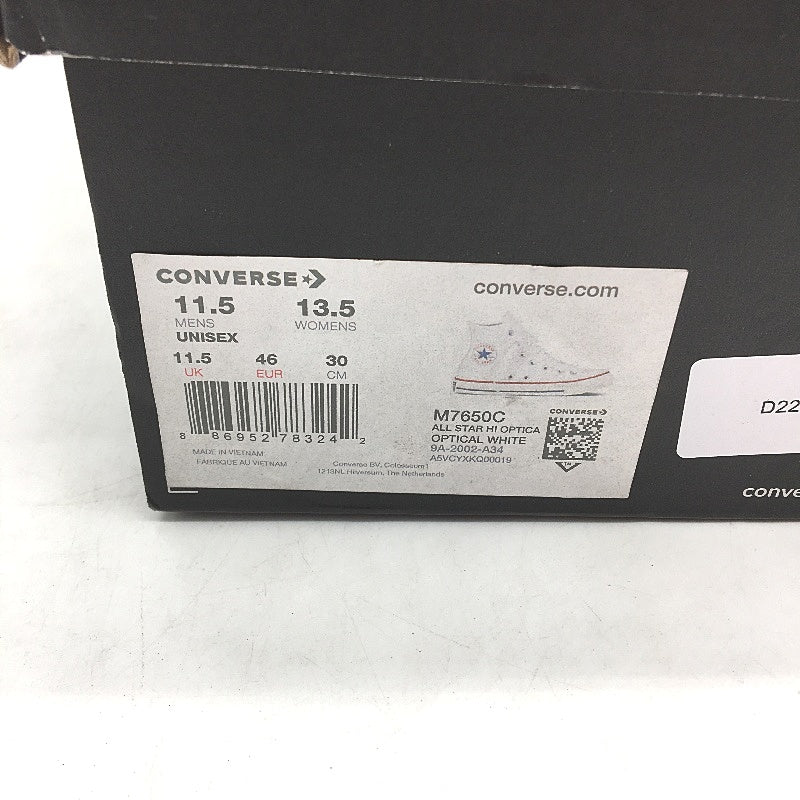 CONVERSE
converse.com
11.5 13.5
MENS WOMENS
UNISEX
11.5 46 30
UK EUR CM
8 86952 78324 2
MADE IN VIETNAM
FABRIQUE AU VIETNAM
Converse BV, Colosseum1
1213NL Hilversum, The Netherlands
M7650C
ALL STAR HI OPTICA
OPTICAL WHITE
9A-2002-A34
A5VCYXKQ00019
CONVERSE
D22
conve